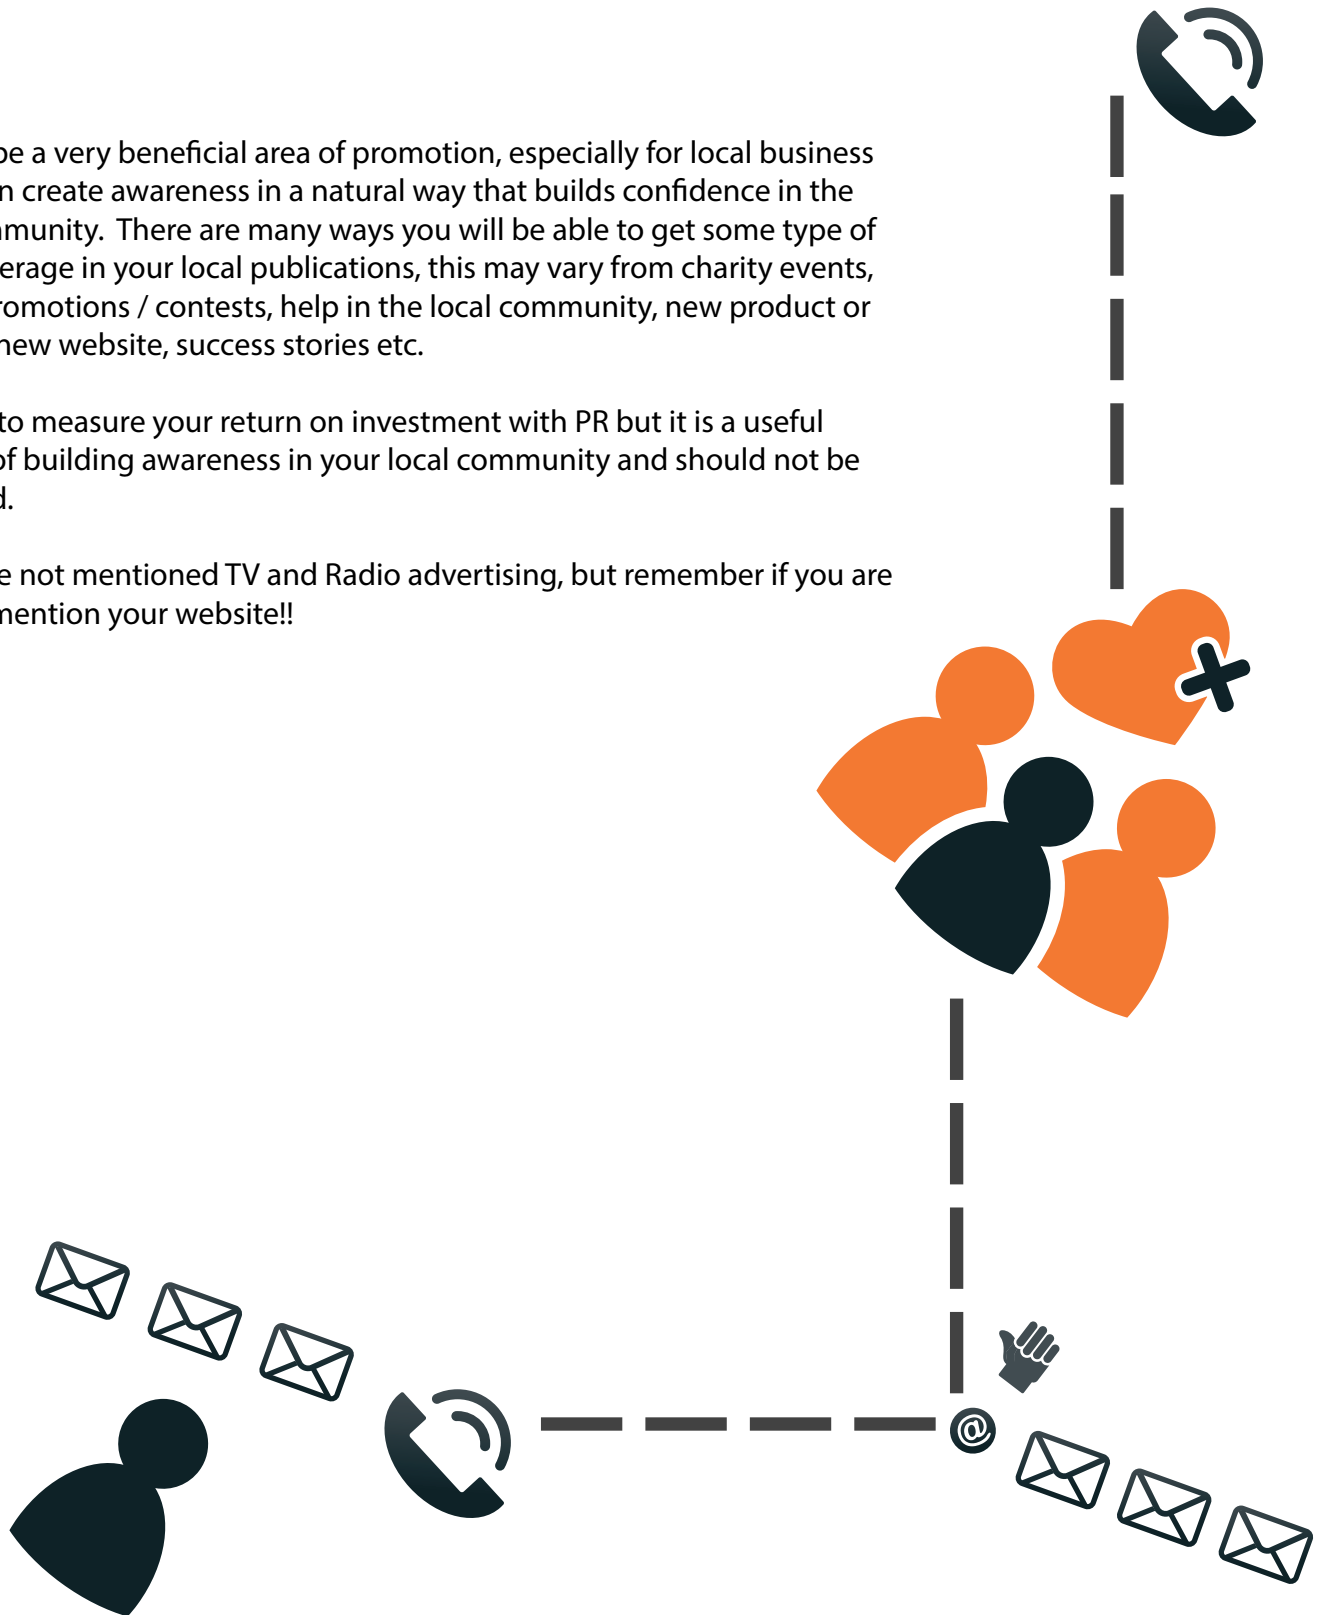 be a very beneficial area of promotion, especially for local business
n create awareness in a natural way that builds confidence in the
munity. There are many ways you will be able to get some type of
erage in your local publications, this may vary from charity events,
romotions / contests, help in the local community, new product or
new website, success stories etc.
to measure your return on investment with PR but it is a useful
of building awareness in your local community and should not be
d.
e not mentioned TV and Radio advertising, but remember if you are
mention your website!!
@